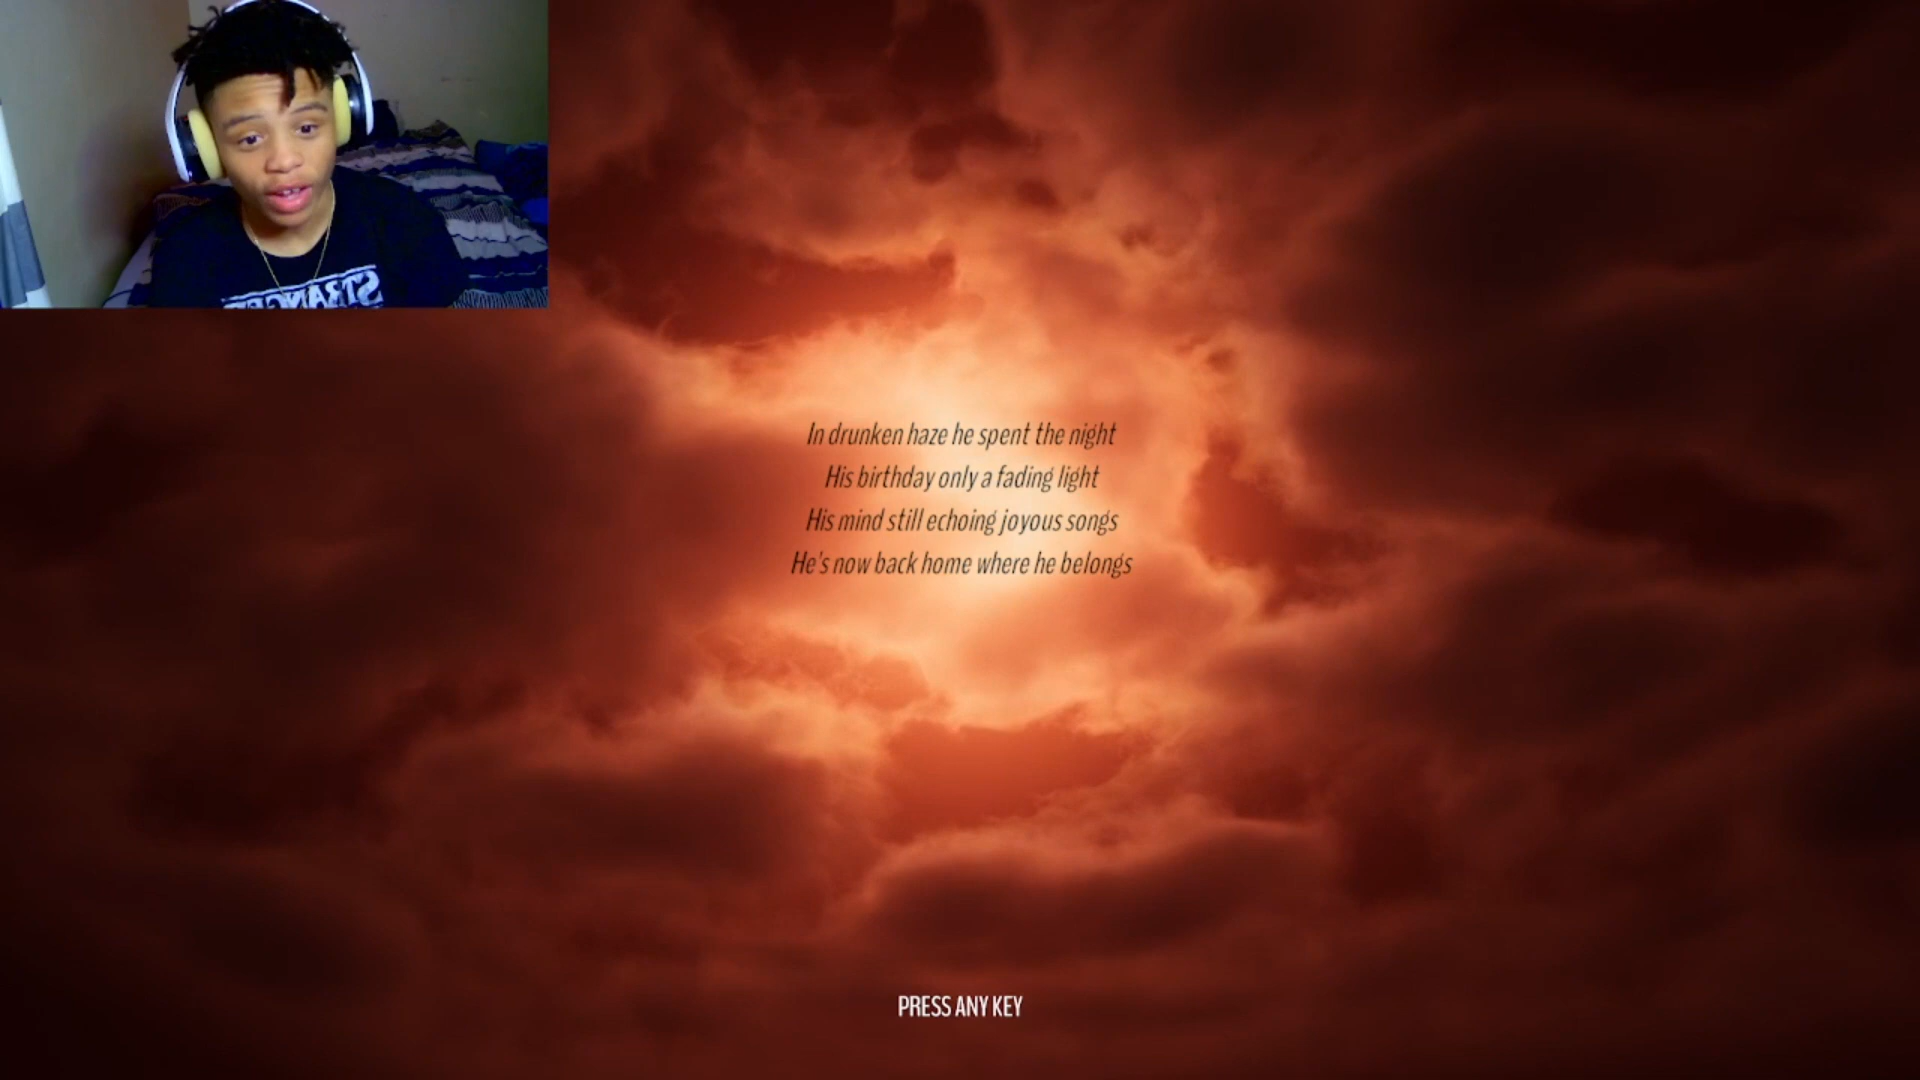 STRANGER
In drunken haze he spent the night
His birthday only a fading light
His mind still echoing joyous songs
He's now back home where he belongs
PRESS ANY KEY